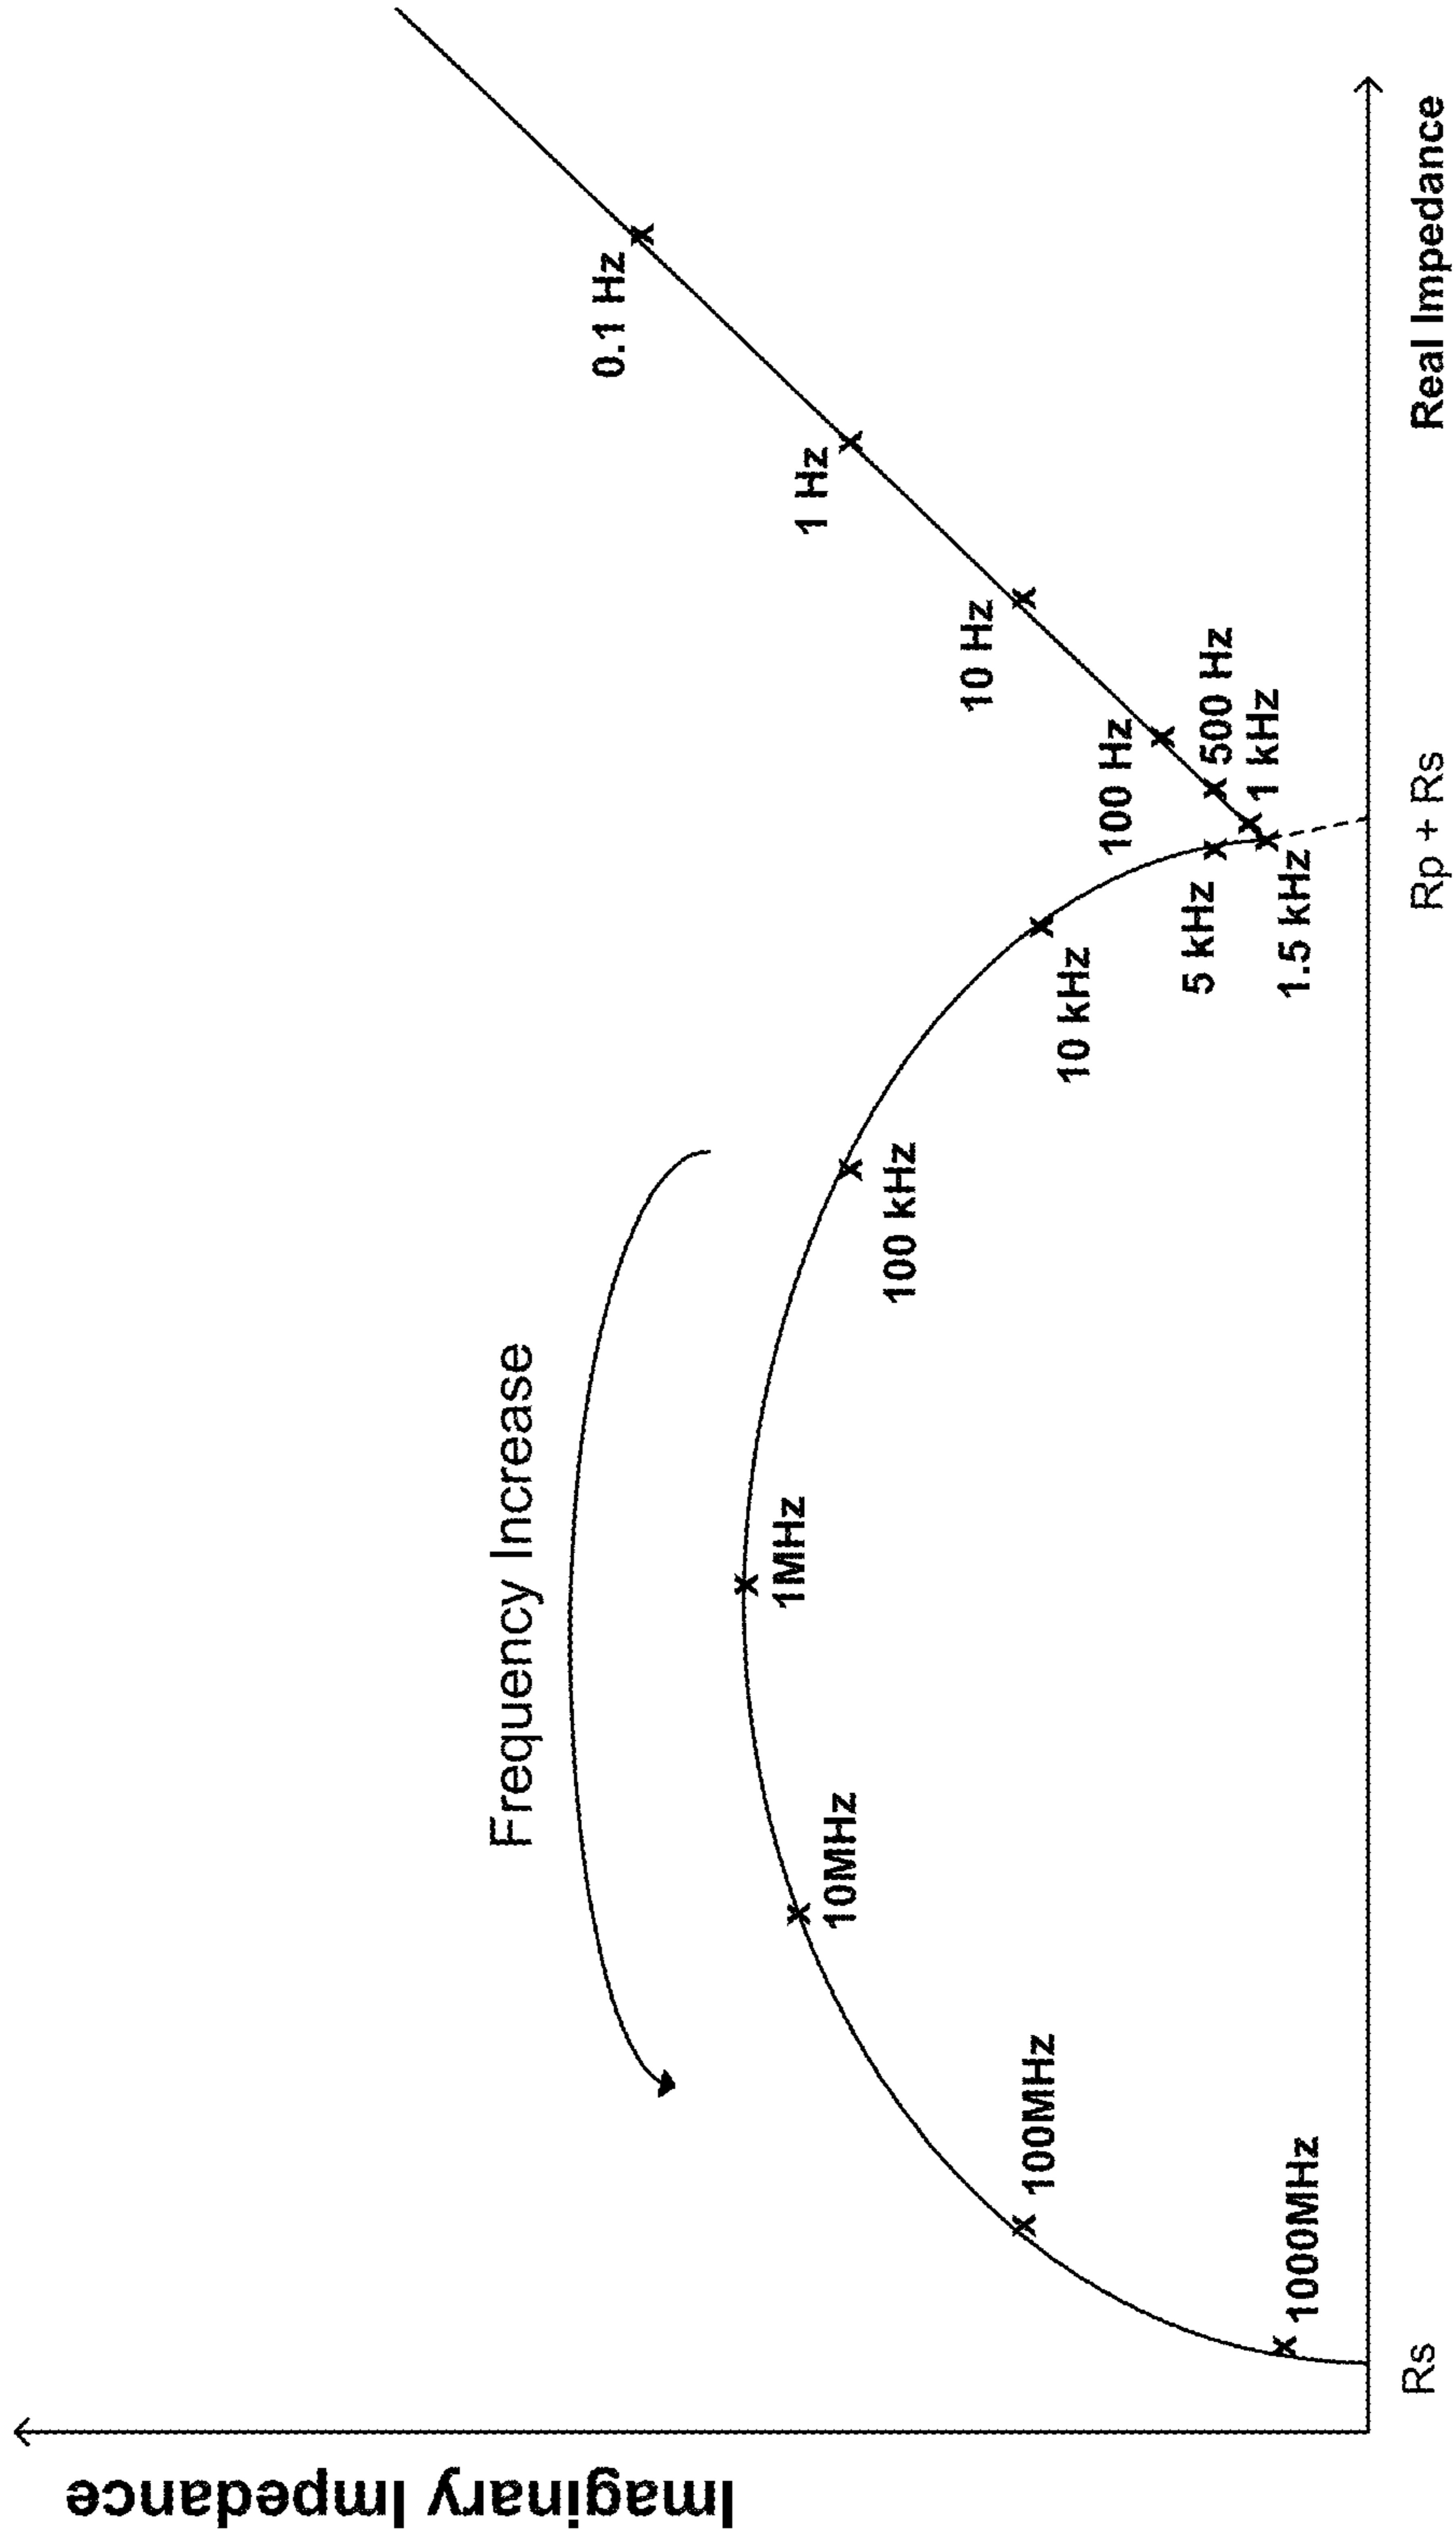 Imaginary Impedance
Frequency Increase
0.1 Hz
1 Hz
10 Hz
100 Hz
500 Hz
1 kHz
1.5 kHz
5 kHz
10 kHz
100 kHz
1MHz
10MHz
100MHz
1000MHz
Rs
Rp + Rs
Real Impedance